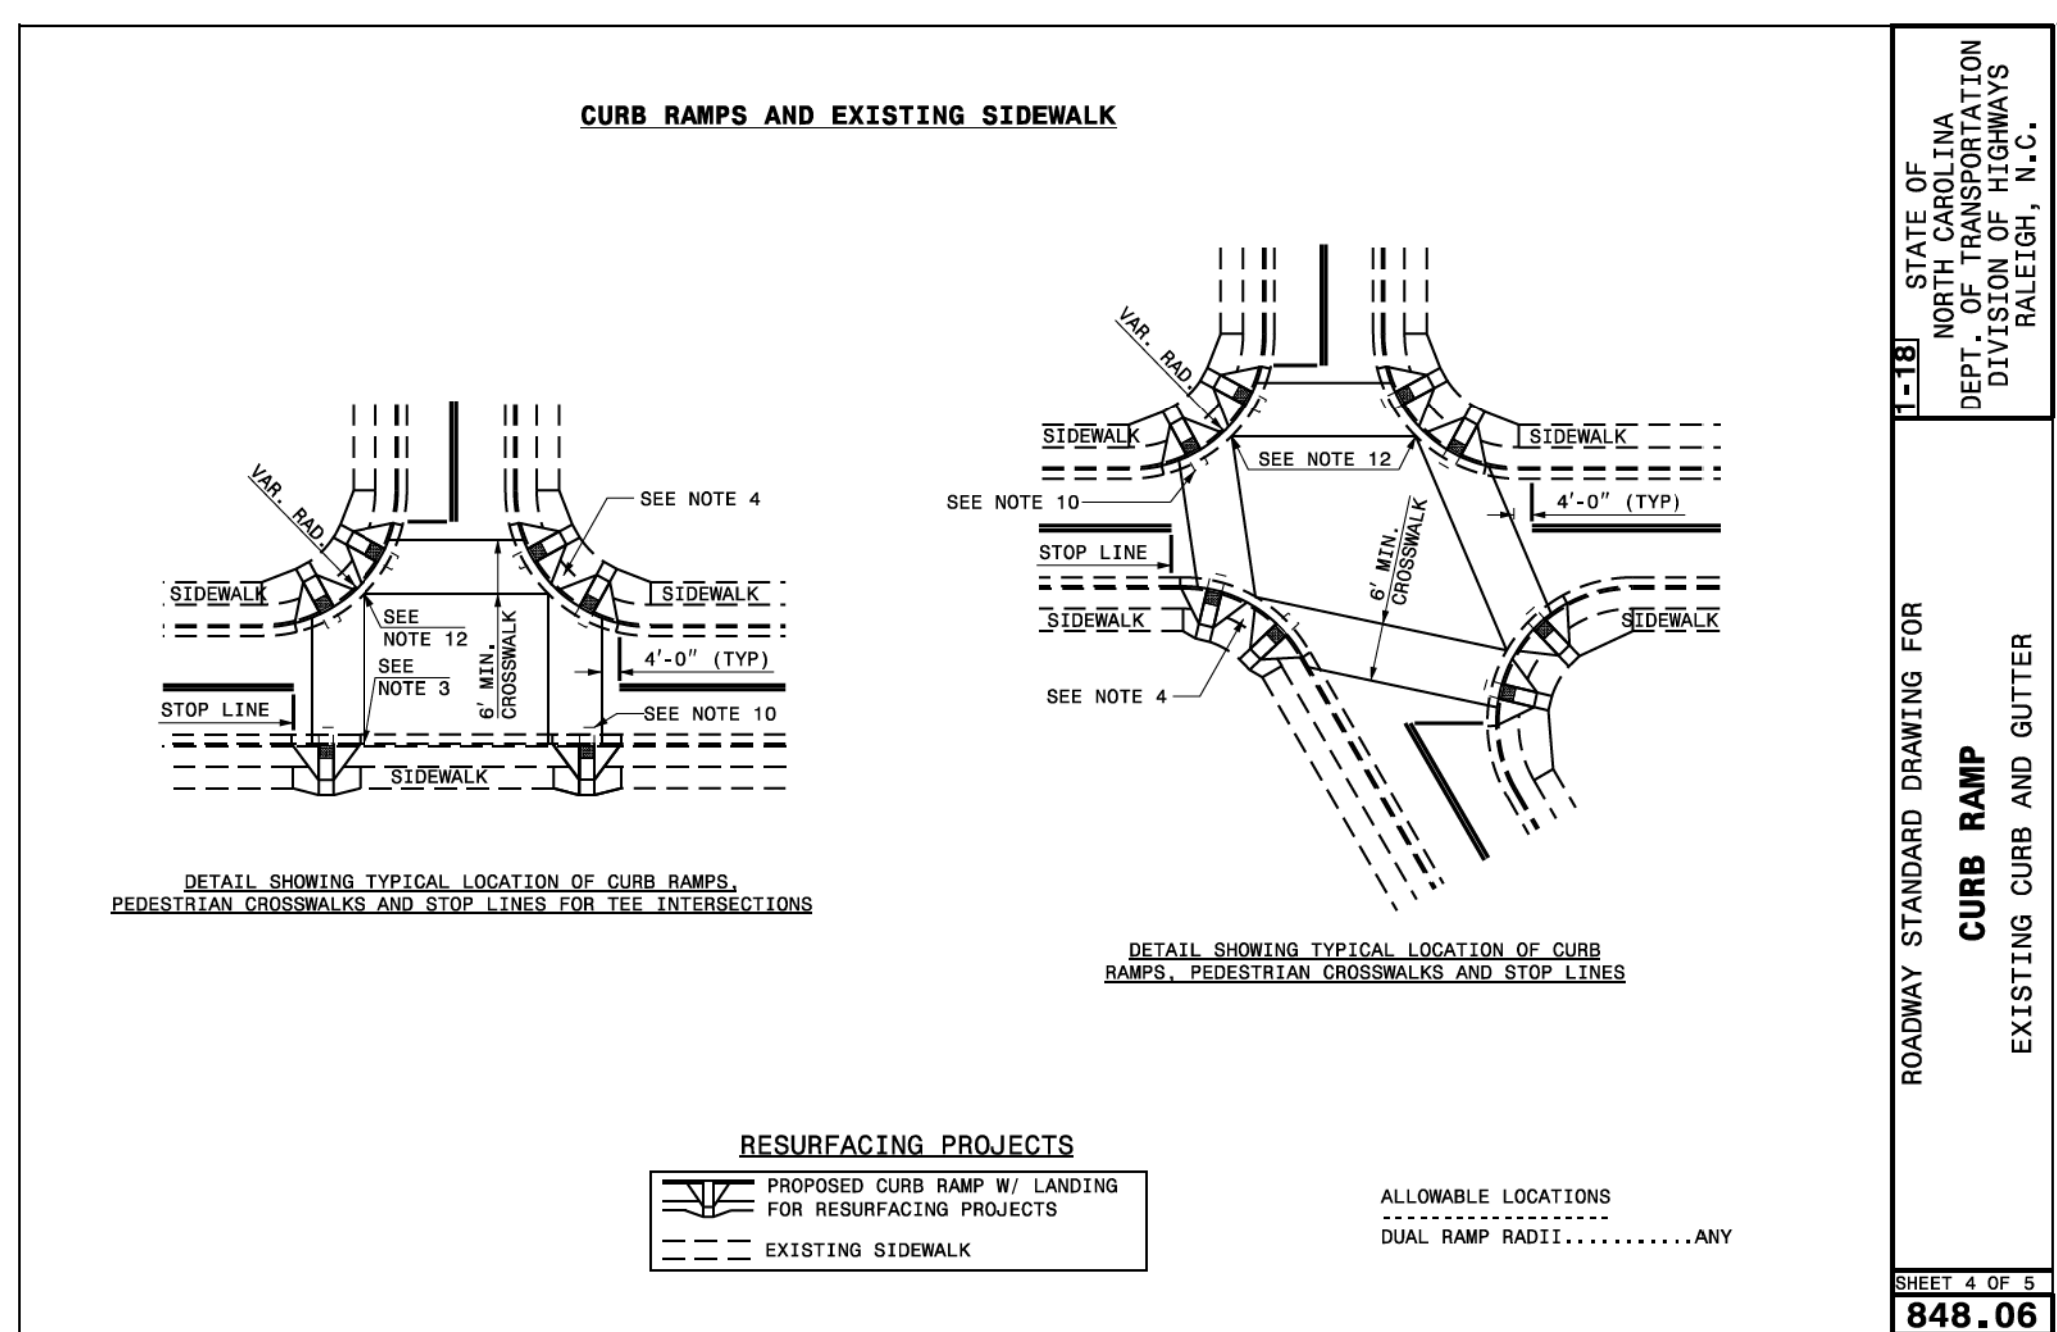 CURB RAMPS AND EXISTING SIDEWALK
VAR. RAD.
SEE NOTE 4
SIDEWALK
SIDEWALK
SEE
NOTE 12
SEE
NOTE 3
6' MIN.
CROSSWALK
4'-0" (TYP)
STOP LINE
SEE NOTE 10
SIDEWALK
DETAIL SHOWING TYPICAL LOCATION OF CURB RAMPS,
PEDESTRIAN CROSSWALKS AND STOP LINES FOR TEE INTERSECTIONS
VAR. RAD.
SIDEWALK
SIDEWALK
SEE NOTE 12
SEE NOTE 10
4'-0" (TYP)
6' MIN.
CROSSWALK
STOP LINE
SIDEWALK
SIDEWALK
SEE NOTE 4
DETAIL SHOWING TYPICAL LOCATION OF CURB
RAMPS, PEDESTRIAN CROSSWALKS AND STOP LINES
RESURFACING PROJECTS
PROPOSED CURB RAMP W/ LANDING
FOR RESURFACING PROJECTS
EXISTING SIDEWALK
ALLOWABLE LOCATIONS
-------------------
DUAL RAMP RADII...........ANY
1-18
STATE OF
NORTH CAROLINA
DEPT. OF TRANSPORTATION
DIVISION OF HIGHWAYS
RALEIGH, N.C.
ROADWAY STANDARD DRAWING FOR
CURB RAMP
EXISTING CURB AND GUTTER
SHEET 4 OF 5
848.06